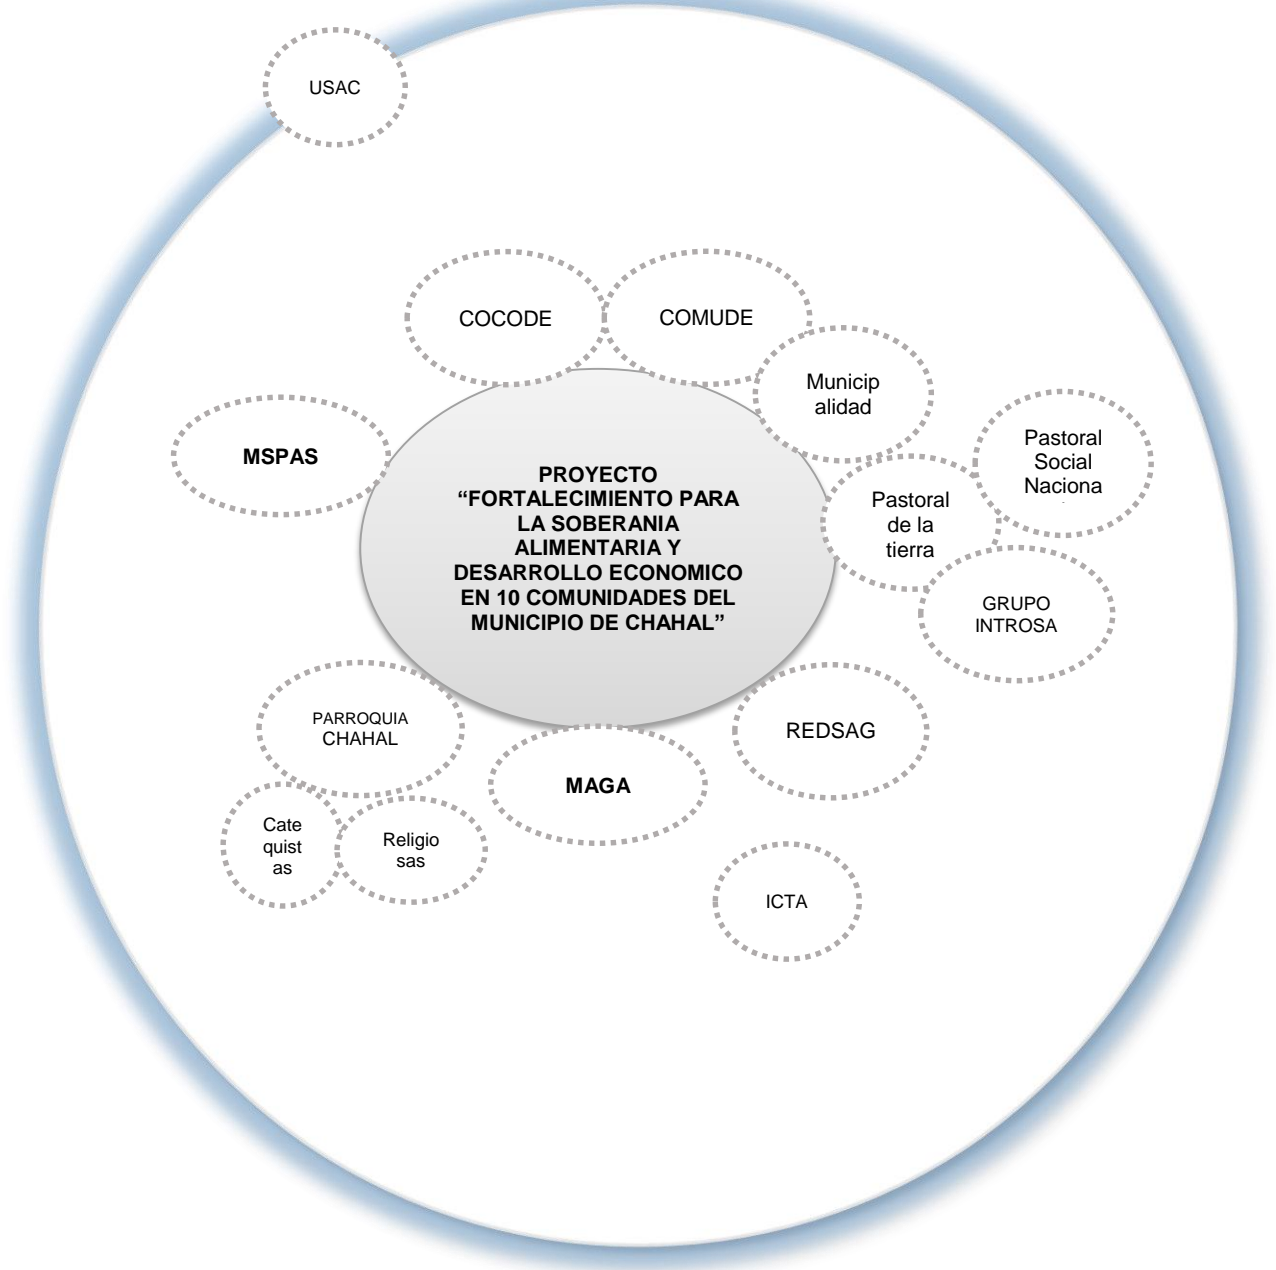 USAC
COCODE
COMUDE
Municip
alidad
MSPAS
Pastoral
Social
Naciona
Pastoral
de la
tierra
PROYECTO
“FORTALECIMIENTO PARA
LA SOBERANIA
ALIMENTARIA Y
DESARROLLO ECONOMICO
EN 10 COMUNIDADES DEL
MUNICIPIO DE CHAHAL”
GRUPO
INTROSA
PARROQUIA
CHAHAL
REDSAG
MAGA
Cate
quist
as
Religio
sas
ICTA